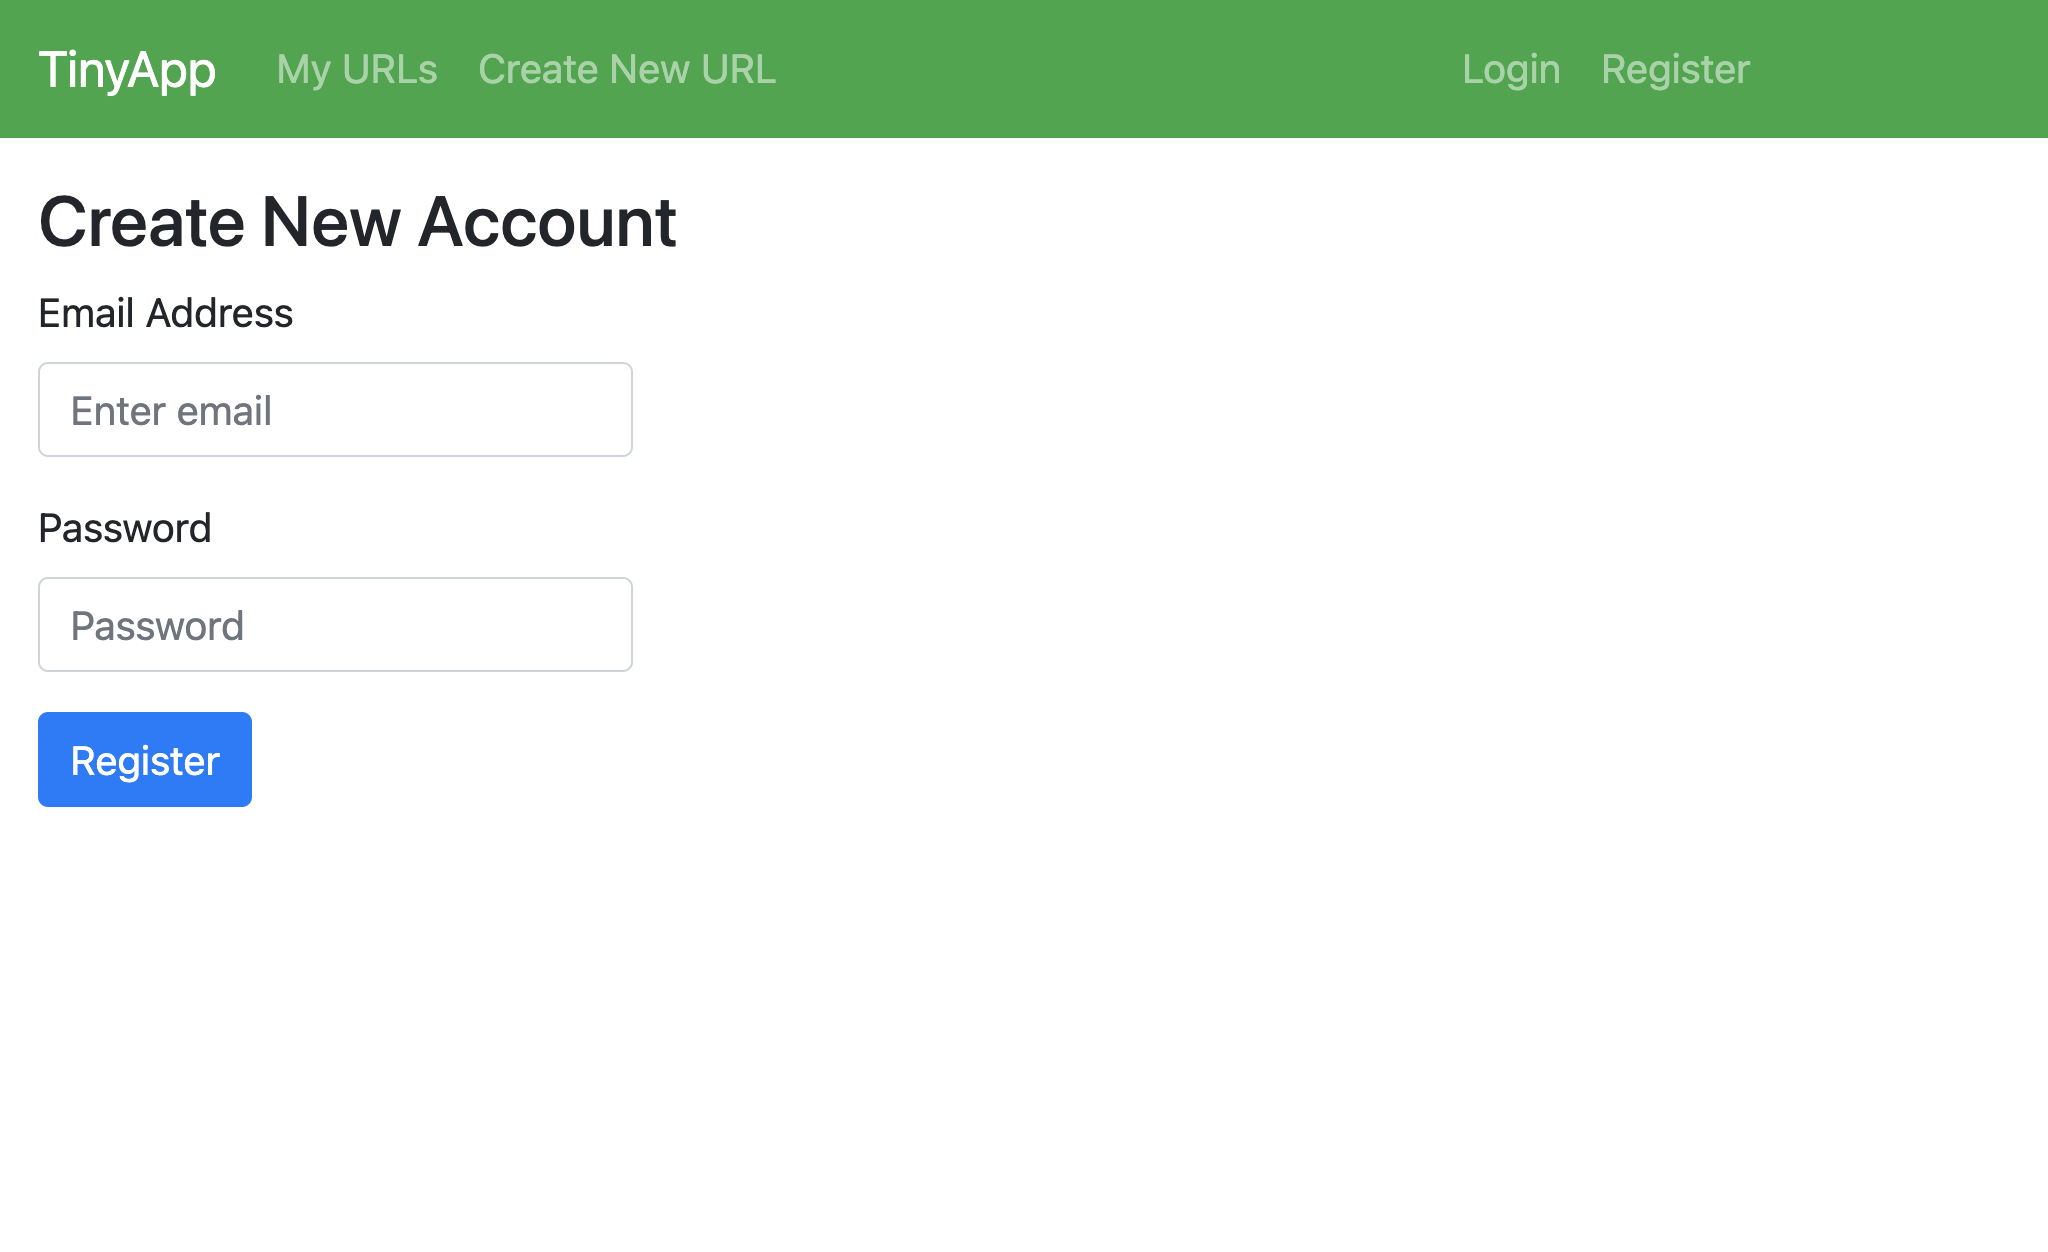 TinyApp My URLs Create New URL Login Register
Create New Account
Email Address
Enter email
Password
Password
Register